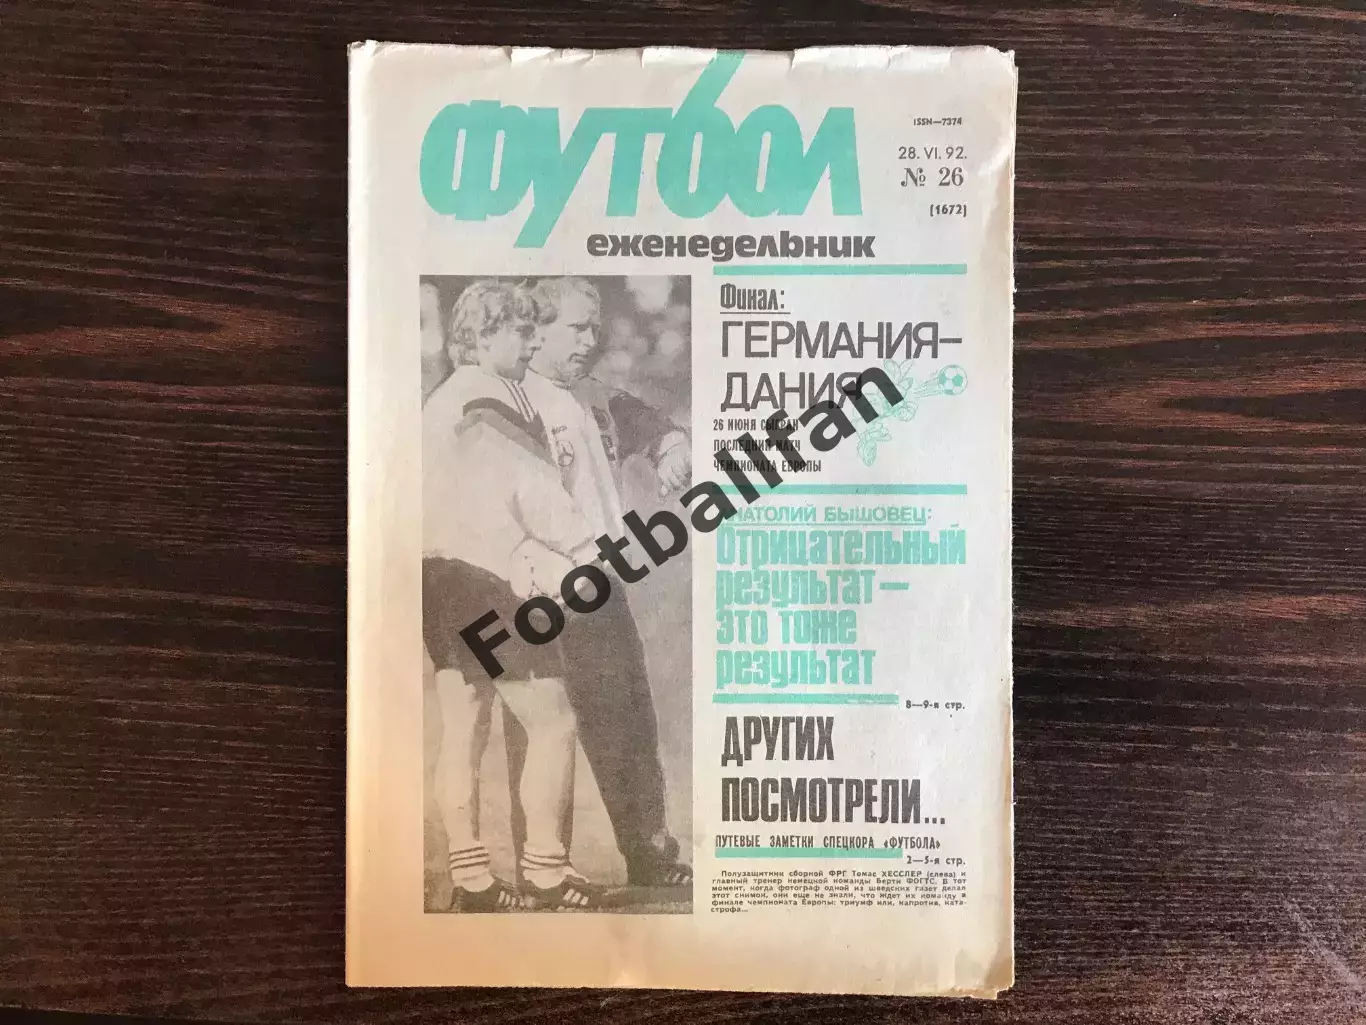 Футбол
еженедельник
ISSN—7374
28. VI. 92.
№ 26
(1672)
Финал:
ГЕРМАНИЯ—
ДАНИЯ
26 ИЮНЯ СЫГРАН
ПОСЛЕДНИЙ МАТЧ
ЧЕМПИОНАТА ЕВРОПЫ
АНАТОЛИЙ БЫШОВЕЦ:
Отрицательный
результат—
это тоже
результат
8—9-я стр.
ДРУГИХ
ПОСМОТРЕЛИ...
ПУТЕВЫЕ ЗАМЕТКИ СПЕЦКОРА «ФУТБОЛА»
2—5-я стр.
Полузащитник сборной ФРГ Томас ХЕССЛЕР (слева) и
главный тренер немецкой команды Берти ФОГТС. В тот
момент, когда фотограф одной из шведских газет делал
этот снимок, они еще не знали, что ждет их команду в
финале чемпионата Европы: триумф или, напротив, ката-
строфа...
Footballfan